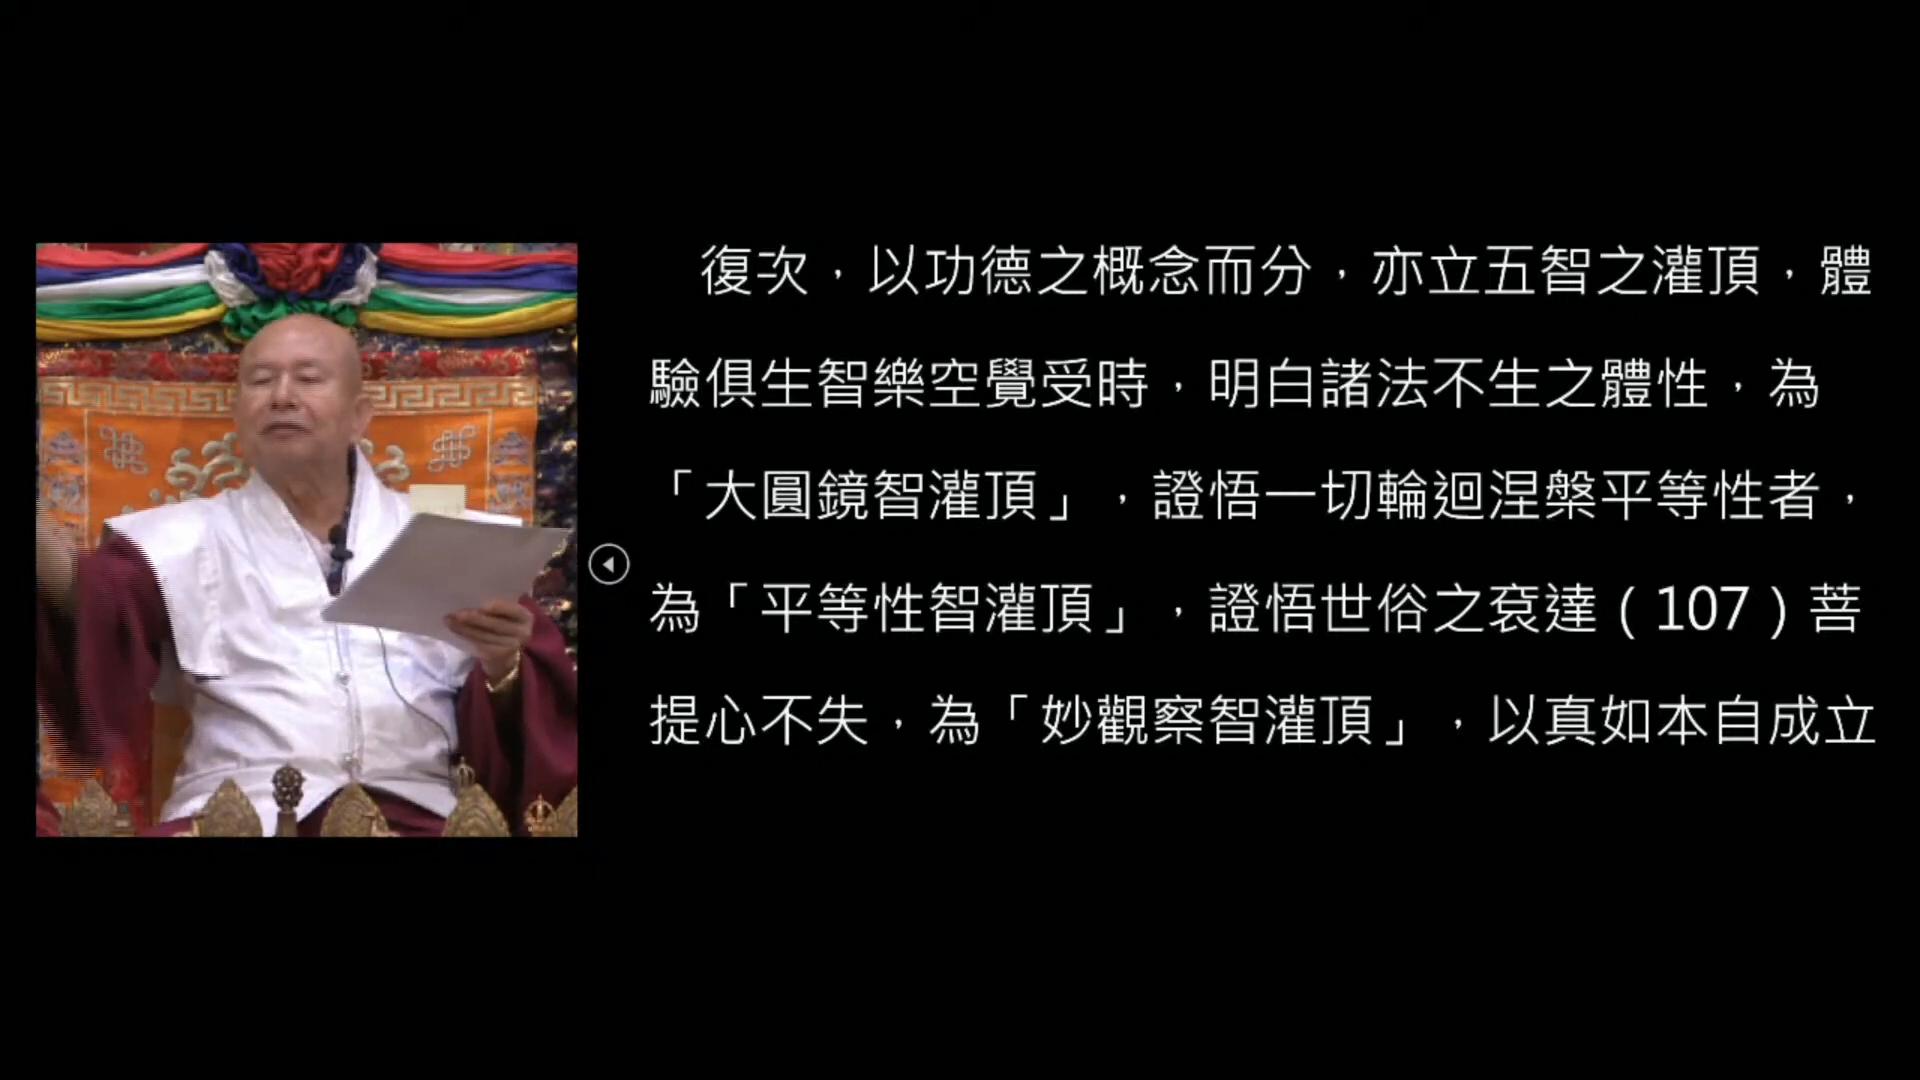 復次，以功德之概念而分，亦立五智之灌頂，體
驗俱生智樂空覺受時，明白諸法不生之體性，為
「大圓鏡智灌頂」，證悟一切輪迴涅槃平等性者，
為「平等性智灌頂」，證悟世俗之袞達（107）菩
提心不失，為「妙觀察智灌頂」，以真如本自成立